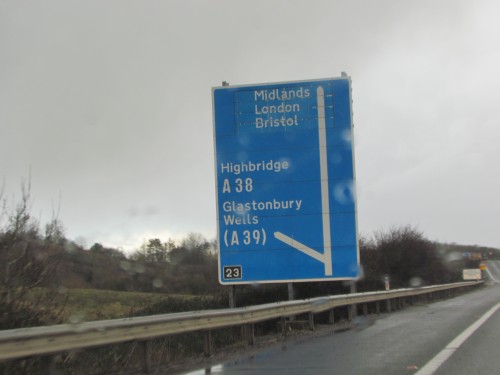 Midlands
London
Bristol
Highbridge
A 38
Glastonbury
Wells
(A 39)
23